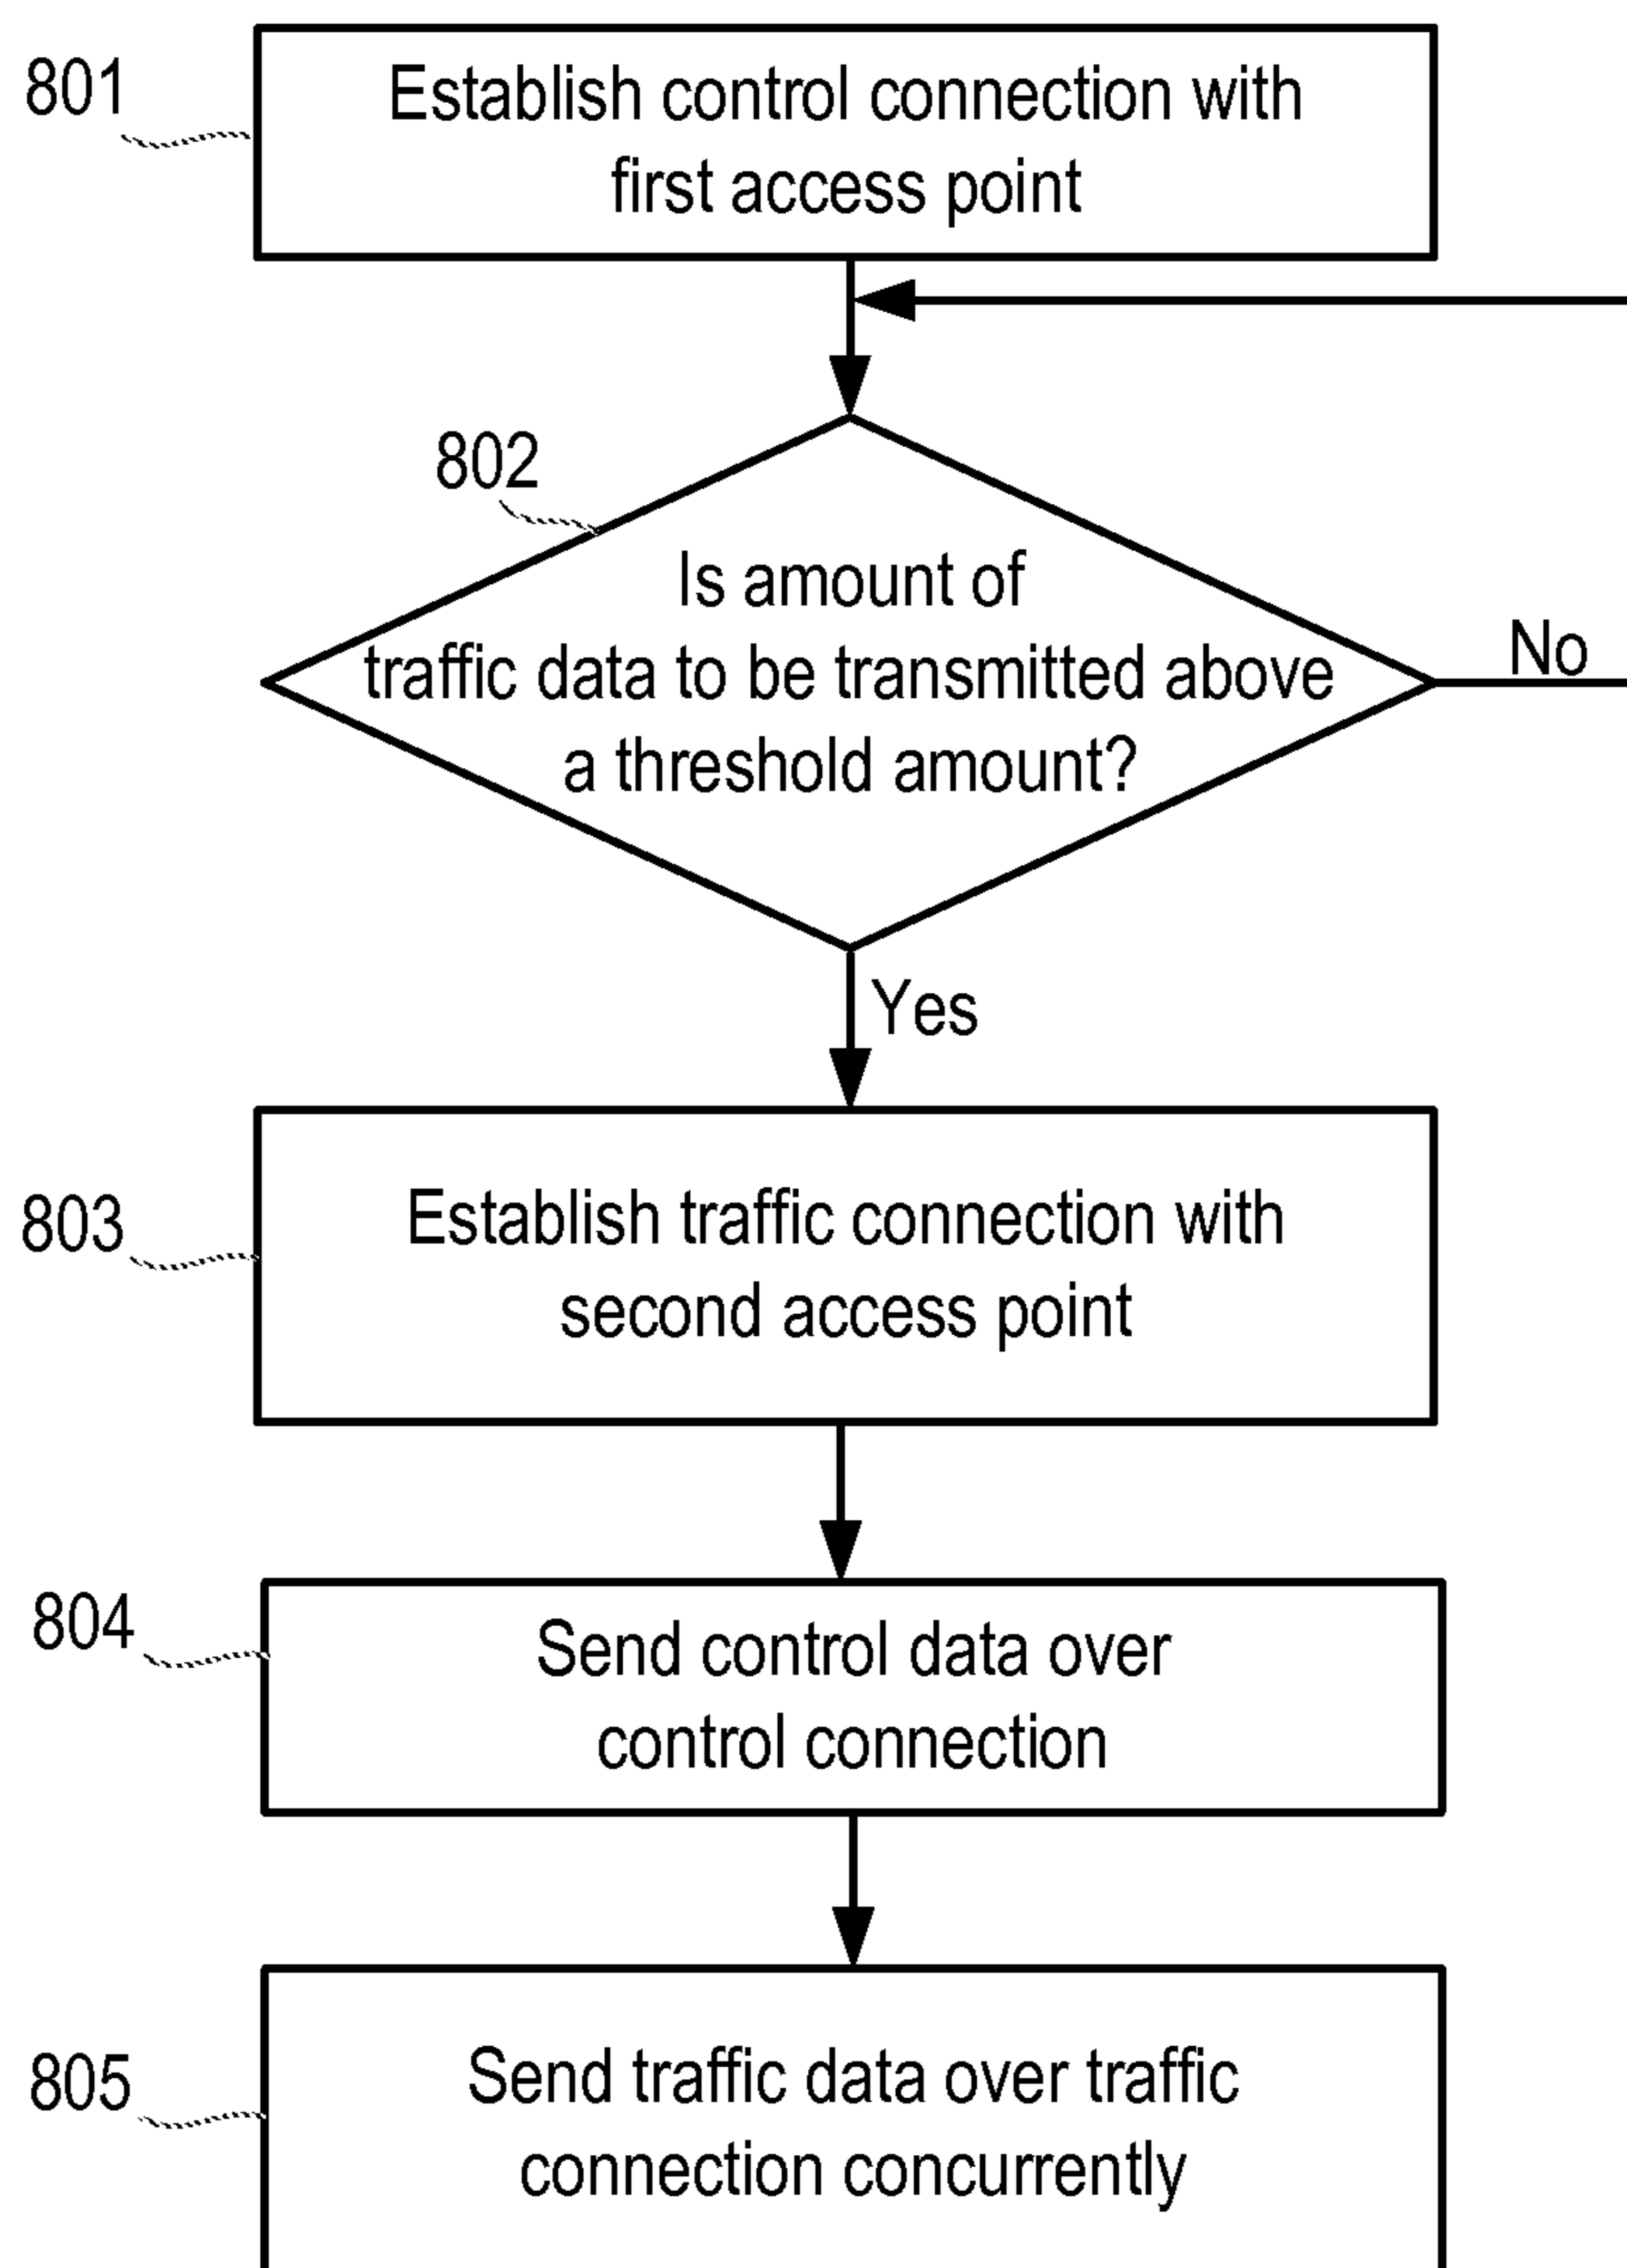 801
Establish control connection with
first access point
802
Is amount of
traffic data to be transmitted above
a threshold amount?
No
Yes
803
Establish traffic connection with
second access point
804
Send control data over
control connection
805
Send traffic data over traffic
connection concurrently